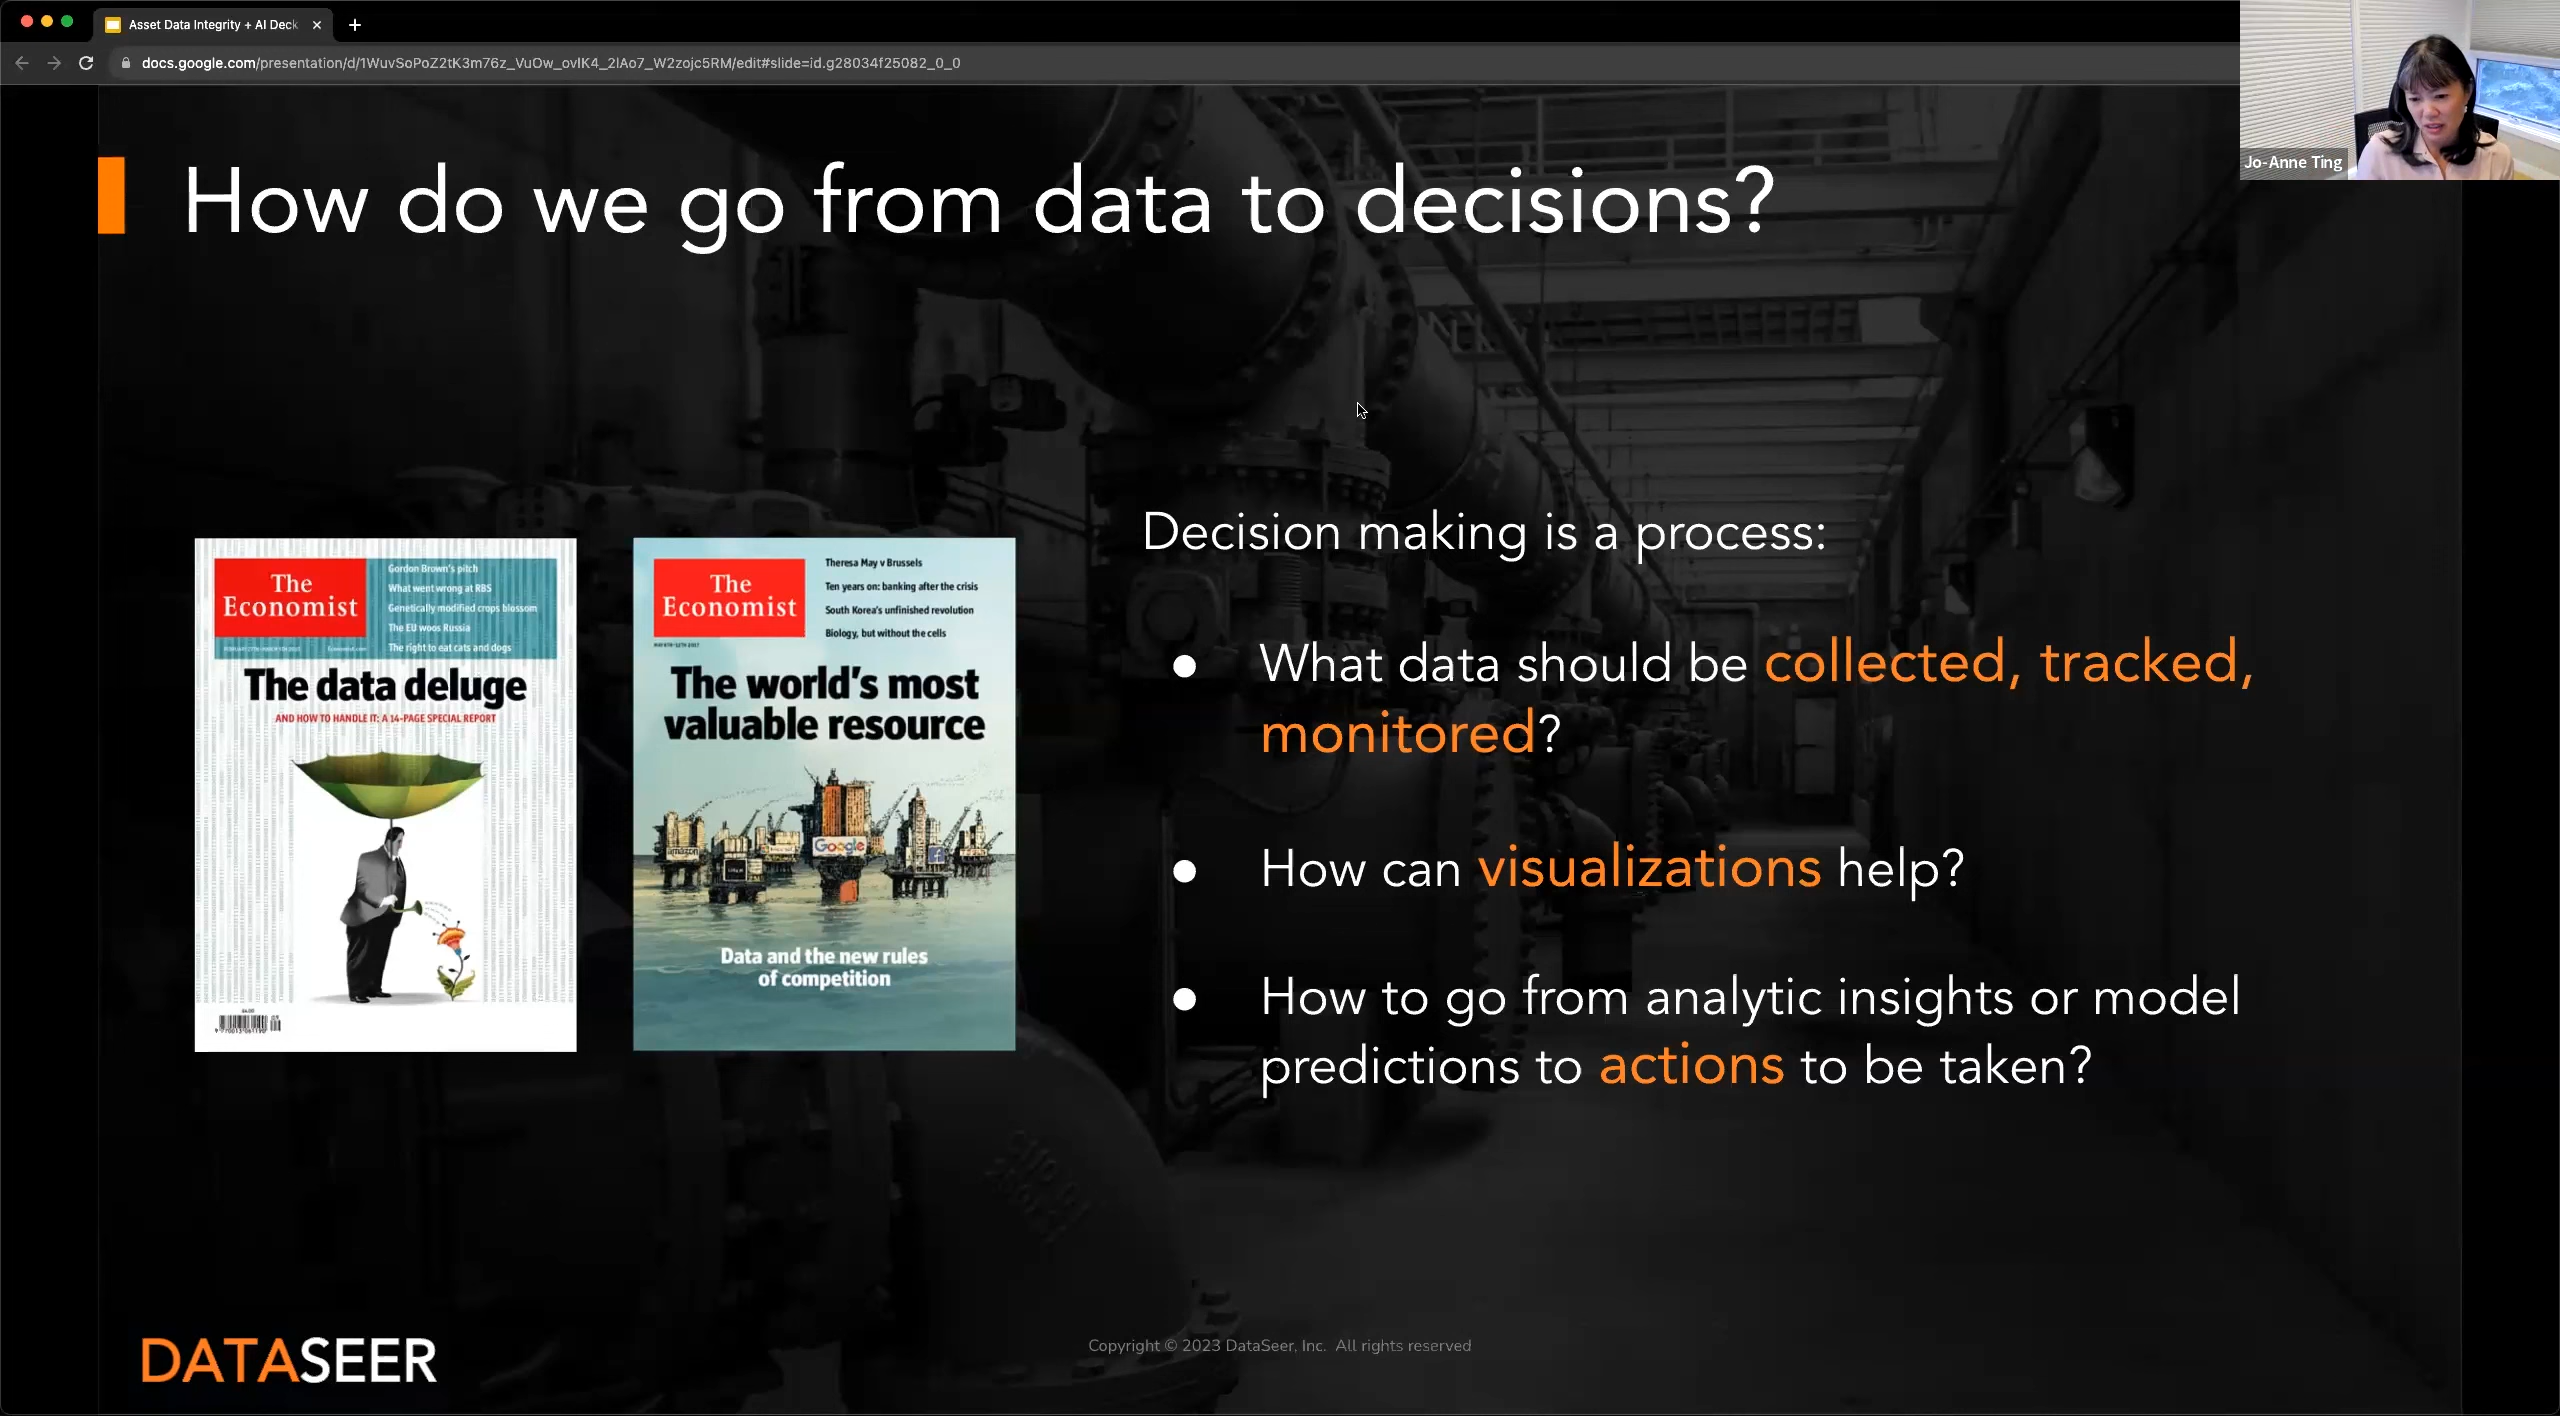 Asset Data Integrity + AI Deck
docs.google.com/presentation/d/1WuvSoPoZ2tK3m76z_VuOw_ovlK4_2lAo7_W2zojc5RM/edit#slide=id.g28034f25082_0_0
Jo-Anne Ting
How do we go from data to decisions?
The
Economist
Gordon Brown's pitch
What went wrong at RBS
Genetically modified crops blossom
The EU woos Russia
The right to eat cats and dogs
Economist.com
The data deluge
AND HOW TO HANDLE IT: A 14-PAGE SPECIAL REPORT
The
Economist
Theresa May v Brussels
Ten years on: banking after the crisis
South Korea's unfinished revolution
Biology, but without the cells
The world's most
valuable resource
amazon
Google
Data and the new rules
of competition
Decision making is a process:
● What data should be collected, tracked,
monitored?
● How can visualizations help?
● How to go from analytic insights or model
predictions to actions to be taken?
DATASEER
Copyright © 2023 DataSeer, Inc. All rights reserved